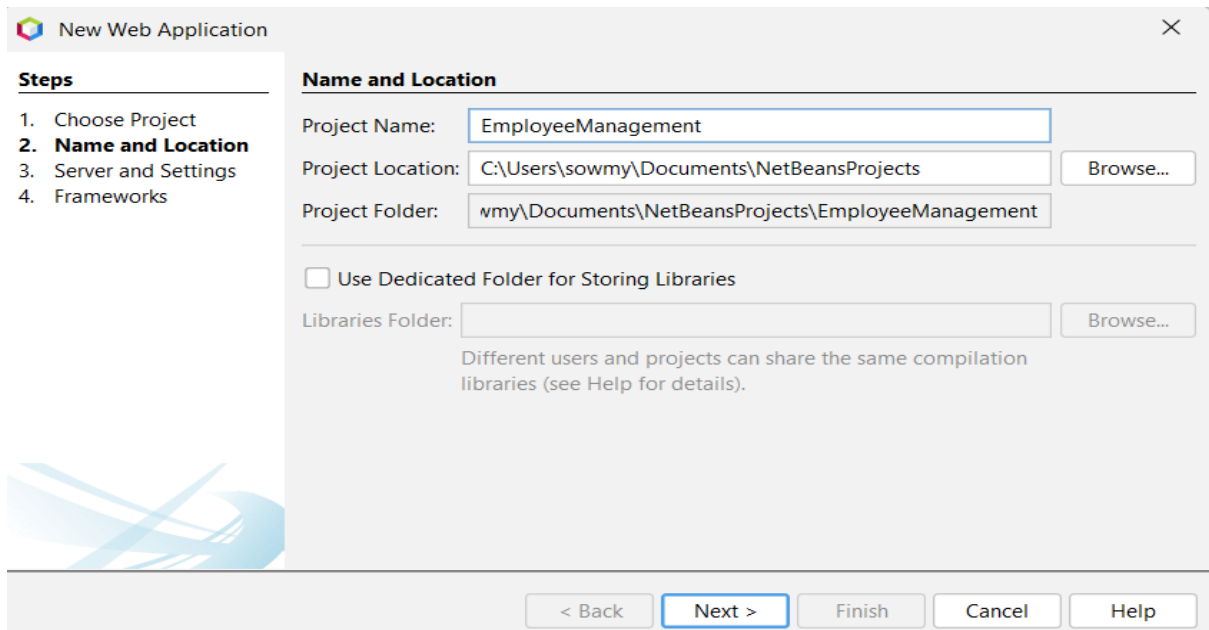 New Web Application
Steps
1. Choose Project
2. Name and Location
3. Server and Settings
4. Frameworks
Name and Location
Project Name: EmployeeManagement
Project Location: C:\Users\sowmy\Documents\NetBeansProjects Browse...
Project Folder: wmy\Documents\NetBeansProjects\EmployeeManagement
Use Dedicated Folder for Storing Libraries
Libraries Folder: Browse...
Different users and projects can share the same compilation
libraries (see Help for details).
< Back Next > Finish Cancel Help